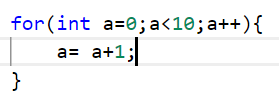 for(int a=0;a<10;a++){
    a= a+1;
}